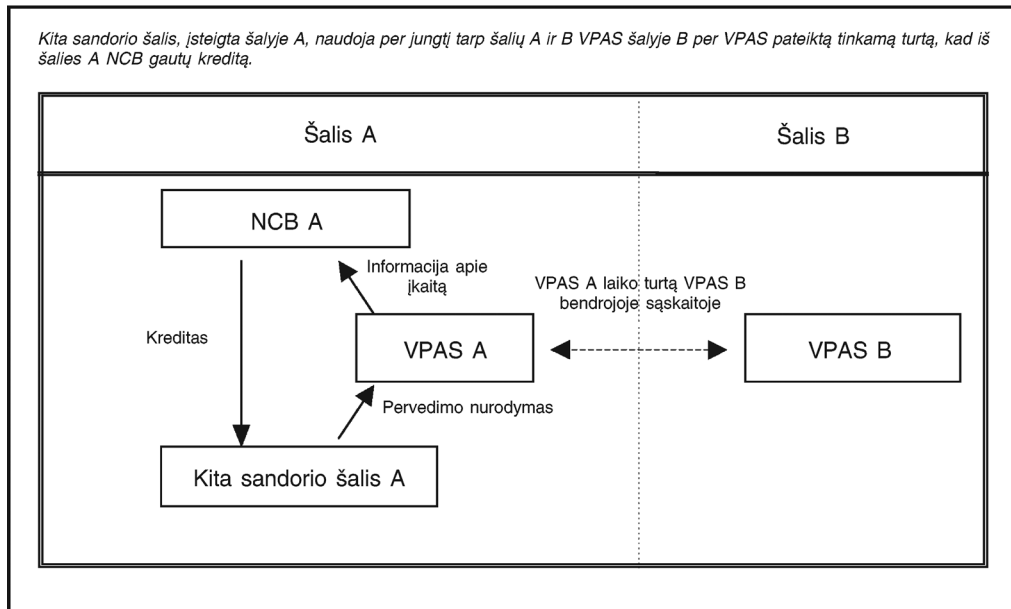 Kita sandorio šalis, įsteigta šalyje A, naudoja per jungtį tarp šalių A ir B VPAS šalyje B per VPAS pateiktą tinkamą turtą, kad iš
šalies A NCB gautų kreditą.
Šalis A
Šalis B
NCB A
Informacija apie
įkaitą
VPAS A laiko turtą VPAS B
bendrojoje sąskaitoje
Kreditas
VPAS A
VPAS B
Pervedimo nurodymas
Kita sandorio šalis A